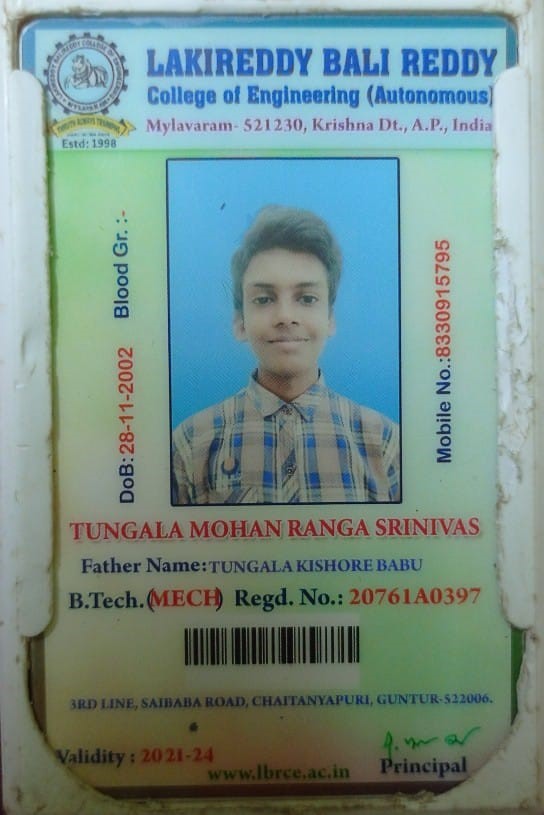 LAKIREDDY BALI REDDY
College of Engineering (Autonomous)
Mylavaram- 521230, Krishna Dt., A.P., India
Estd: 1998
Blood Gr. :-
DoB: 28-11-2002
Mobile No.:8330915795
TUNGALA MOHAN RANGA SRINIVAS
Father Name: TUNGALA KISHORE BABU
B.Tech.(MECH) Regd. No.: 20761A0397
3RD LINE, SAIBABA ROAD, CHAITANYAPURI, GUNTUR-522006.
Validity : 2021-24
www.lbrce.ac.in
Principal